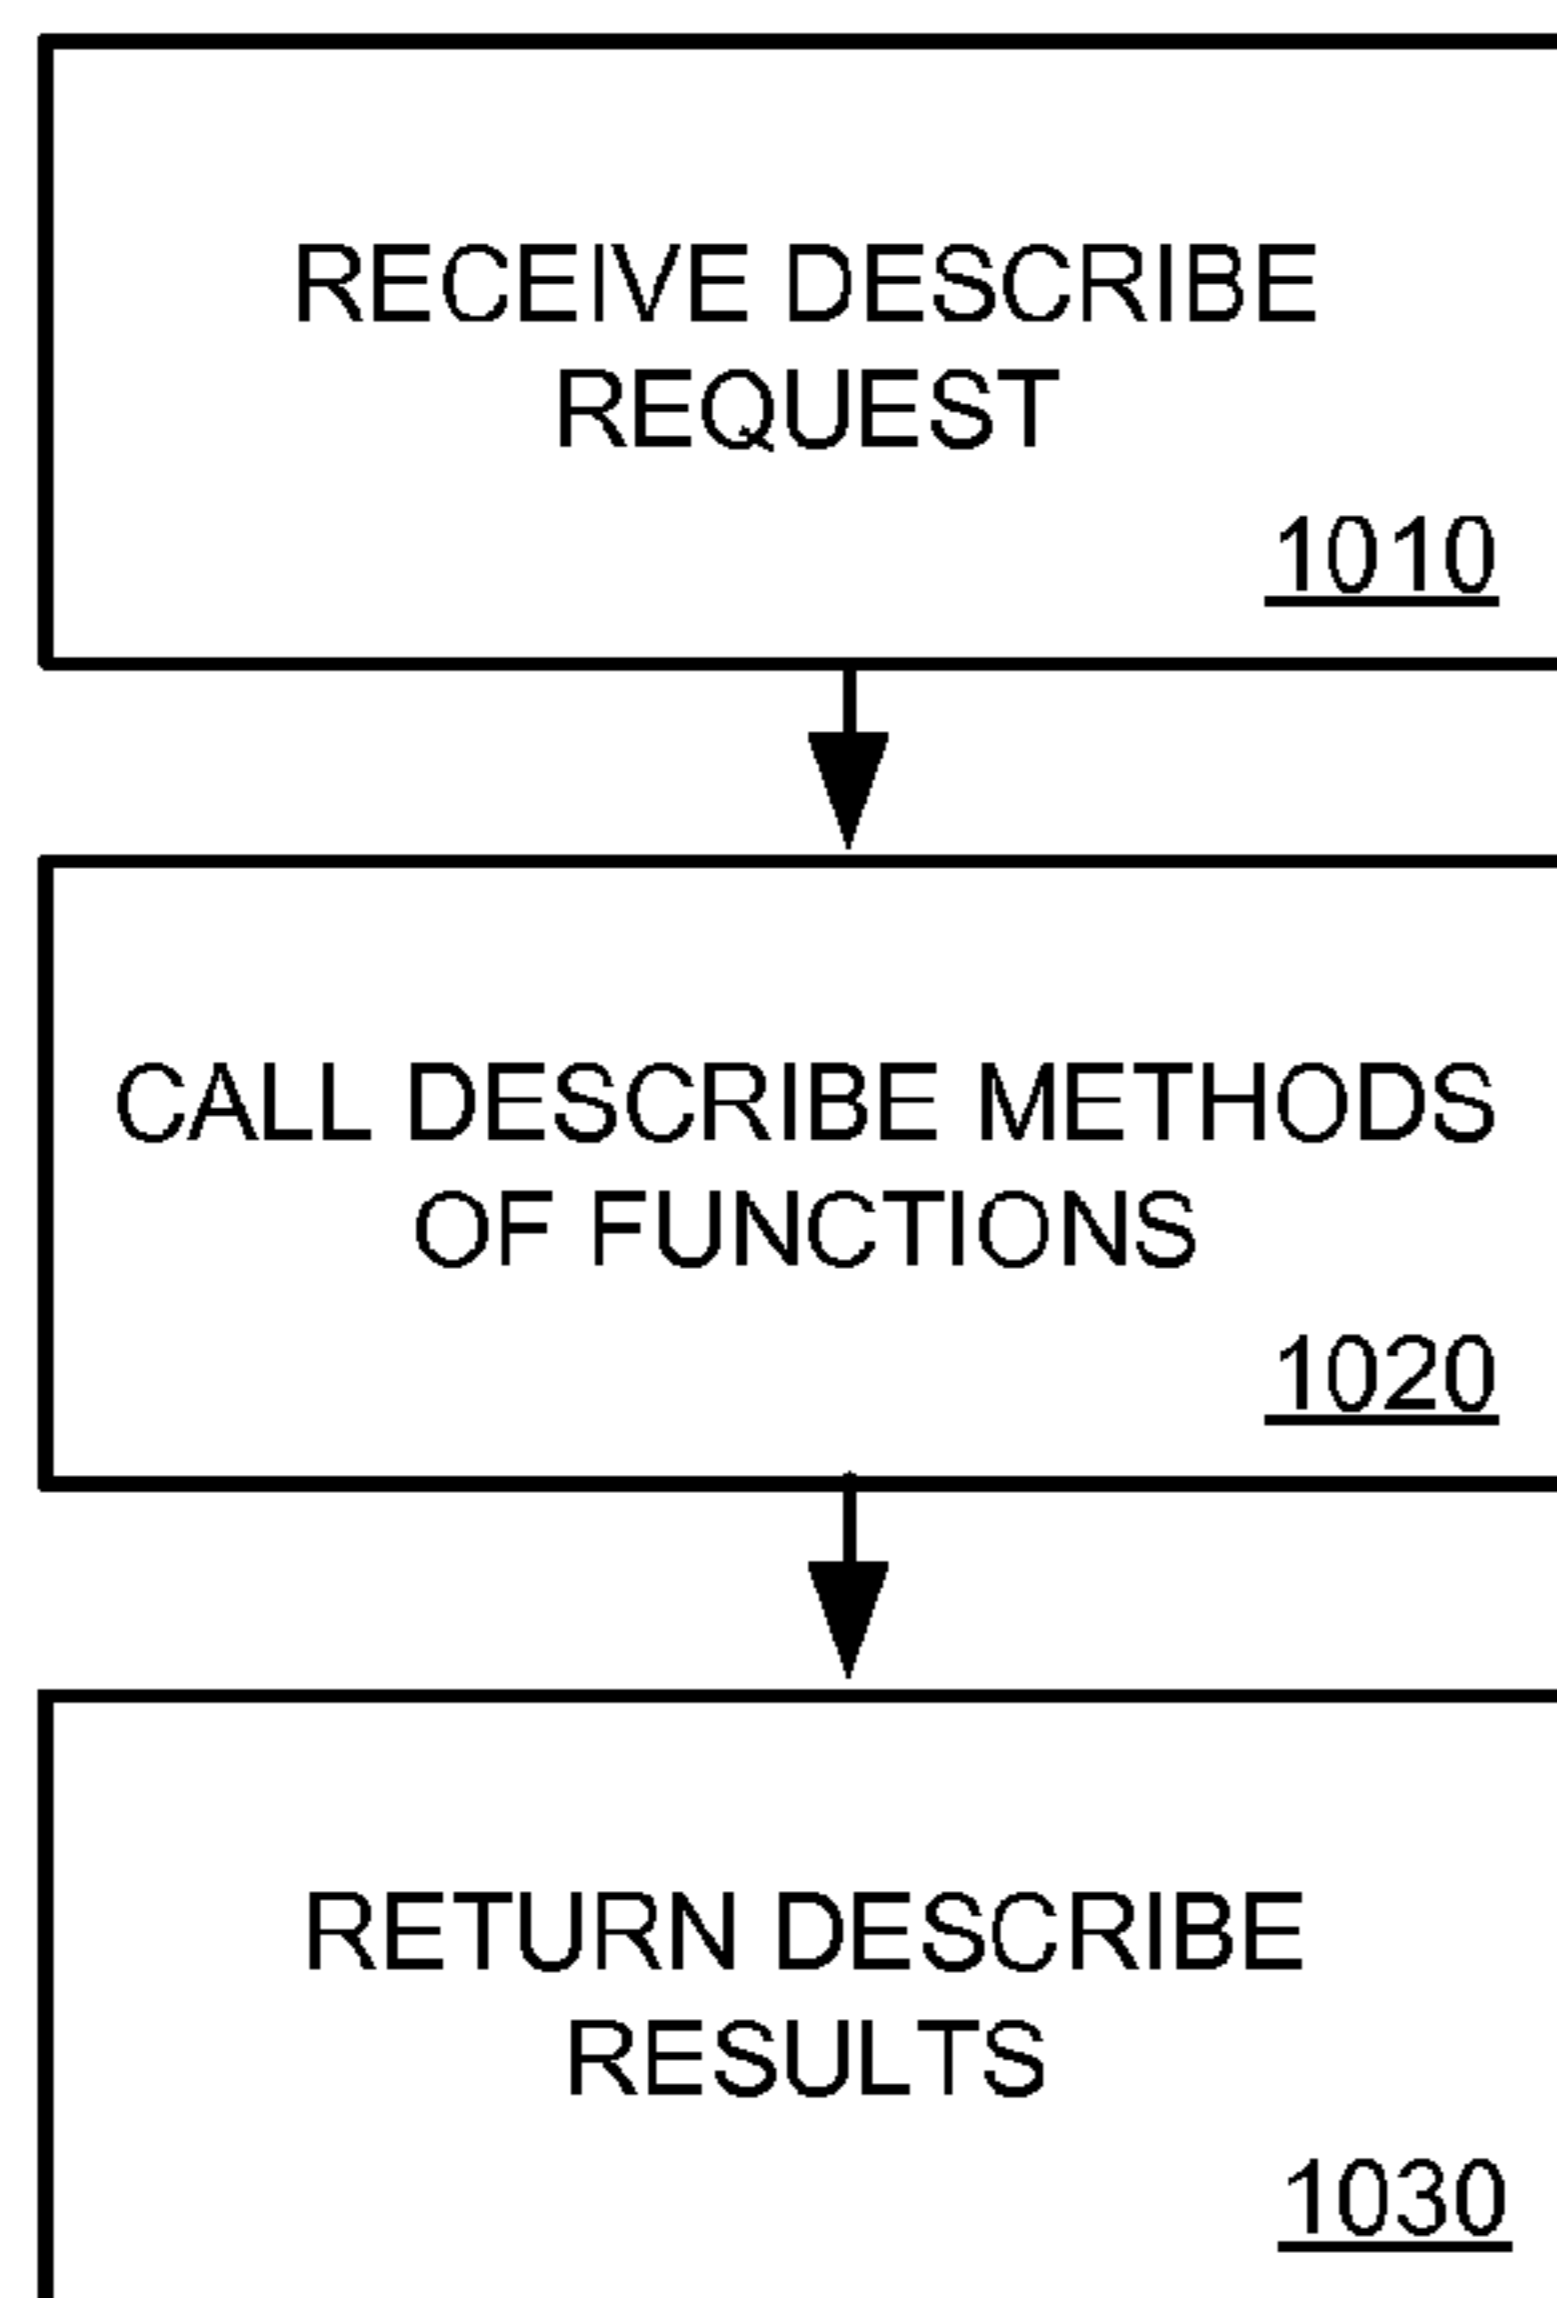 RECEIVE DESCRIBE
REQUEST
1010
CALL DESCRIBE METHODS
OF FUNCTIONS
1020
RETURN DESCRIBE
RESULTS
1030